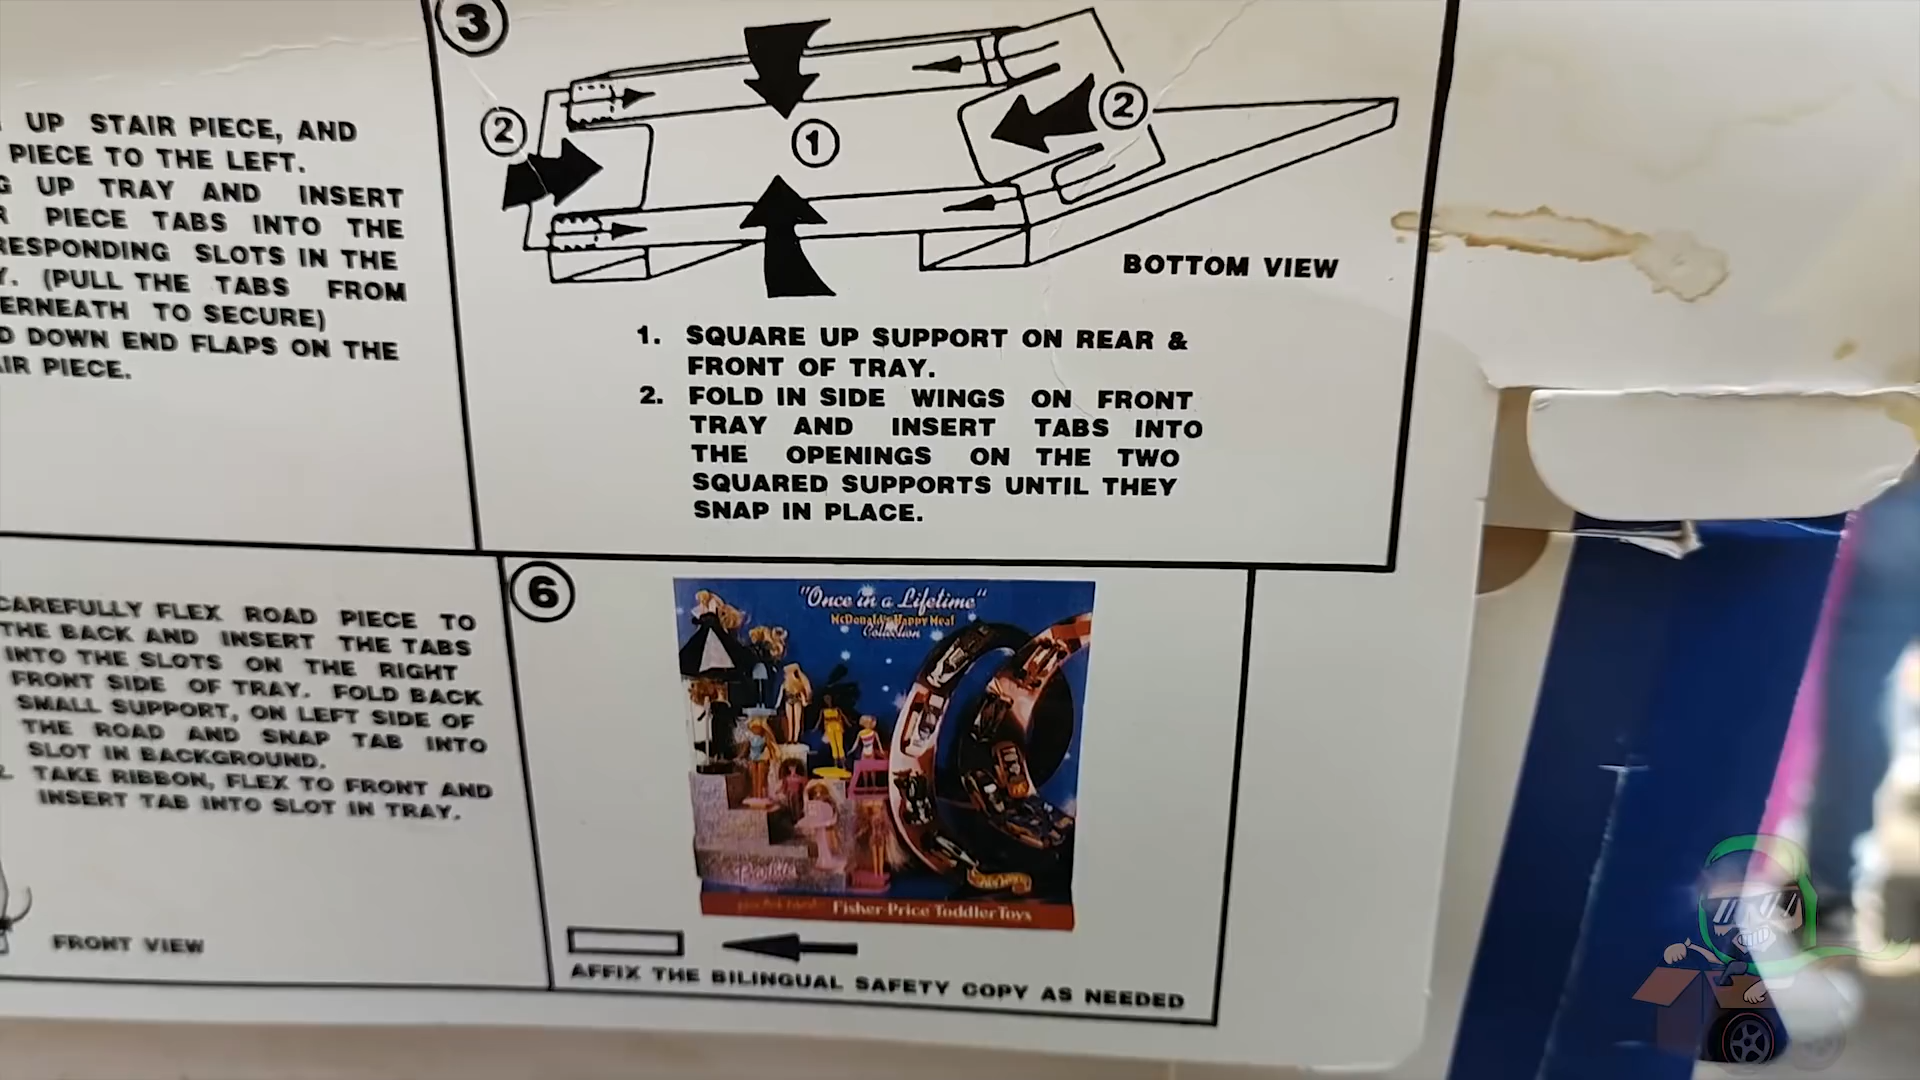 UP STAIR PIECE, AND
PIECE TO THE LEFT.
UP TRAY AND INSERT
PIECE TABS INTO THE
RESPONDING SLOTS IN THE
(PULL THE TABS FROM
ERNEATH TO SECURE)
DOWN END FLAPS ON THE
AIR PIECE.
3
2
1
2
BOTTOM VIEW
1. SQUARE UP SUPPORT ON REAR &
FRONT OF TRAY.
2. FOLD IN SIDE WINGS ON FRONT
TRAY AND INSERT TABS INTO
THE OPENINGS ON THE TWO
SQUARED SUPPORTS UNTIL THEY
SNAP IN PLACE.
CAREFULLY FLEX ROAD PIECE TO
THE BACK AND INSERT THE TABS
INTO THE SLOTS ON THE RIGHT
FRONT SIDE OF TRAY. FOLD BACK
SMALL SUPPORT, ON LEFT SIDE OF
THE ROAD AND SNAP TAB INTO
SLOT IN BACKGROUND.
TAKE RIBBON, FLEX TO FRONT AND
INSERT TAB INTO SLOT IN TRAY.
FRONT VIEW
6
"Once in a Lifetime"
McDonald's Happy Meal
Collection
Barbie
Hot Wheels
Fisher-Price Toddler Toys
AFFIX THE BILINGUAL SAFETY COPY AS NEEDED